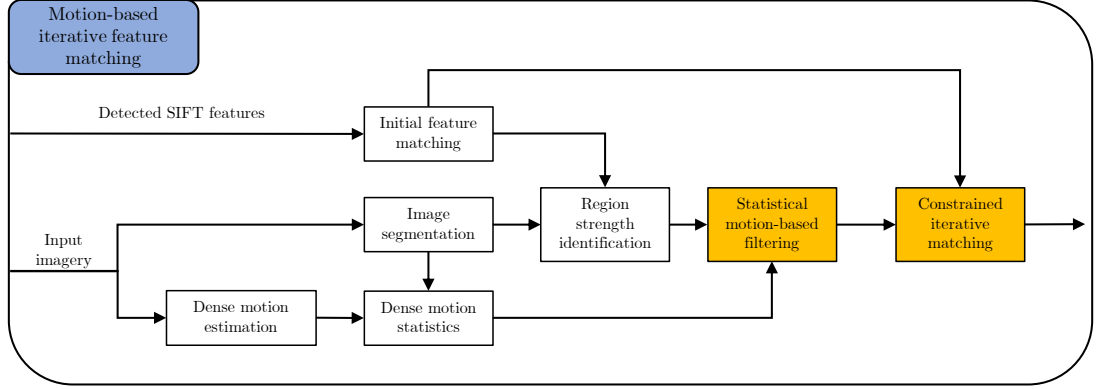 Motion-based
iterative feature
matching
Detected SIFT features
Initial feature
matching
Input
imagery
Image
segmentation
Region
strength
identification
Statistical
motion-based
filtering
Constrained
iterative
matching
Dense motion
estimation
Dense motion
statistics